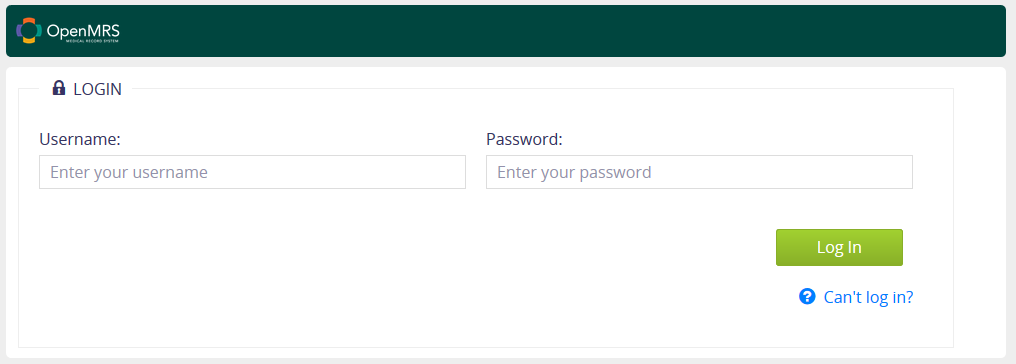 OpenMRS
MEDICAL RECORD SYSTEM
LOGIN
Username:
Password:
Enter your username
Enter your password
Log In
Can't log in?